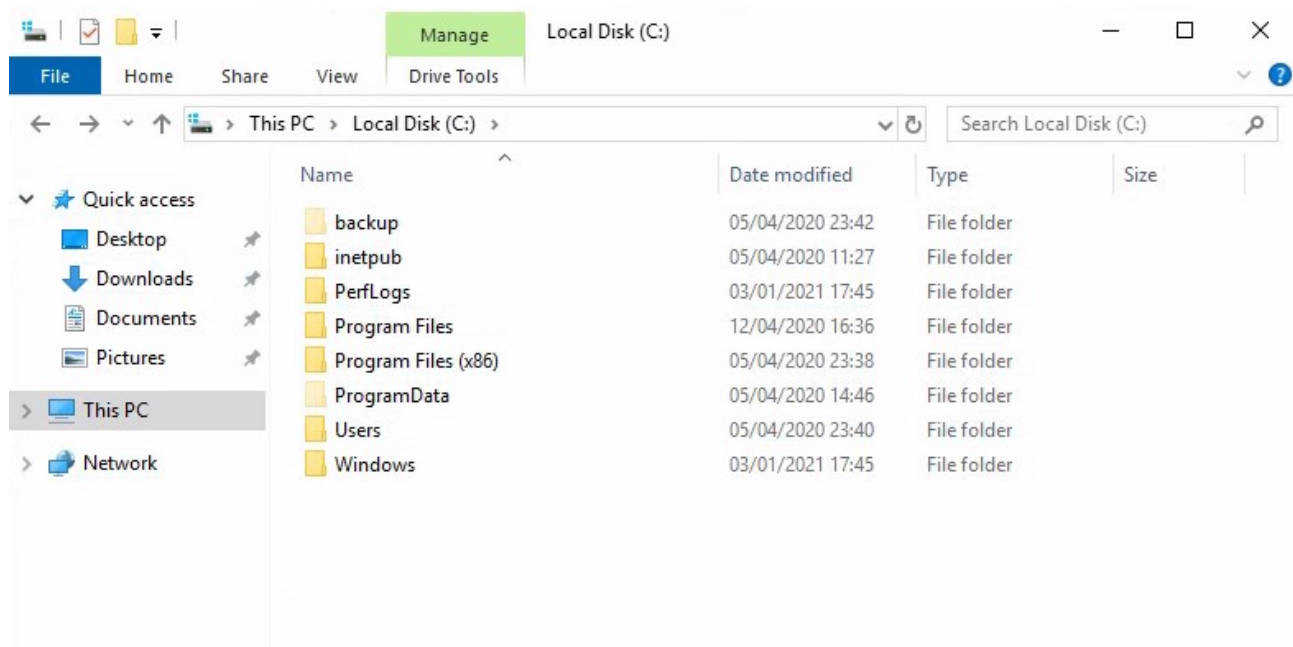 Manage Local Disk (C:)
File Home Share View Drive Tools
This PC Local Disk (C:) Search Local Disk (C:)
Name Date modified Type Size
Quick access
Desktop
Downloads
Documents
Pictures
This PC
Network
backup 05/04/2020 23:42 File folder
inetpub 05/04/2020 11:27 File folder
PerfLogs 03/01/2021 17:45 File folder
Program Files 12/04/2020 16:36 File folder
Program Files (x86) 05/04/2020 23:38 File folder
ProgramData 05/04/2020 14:46 File folder
Users 05/04/2020 23:40 File folder
Windows 03/01/2021 17:45 File folder